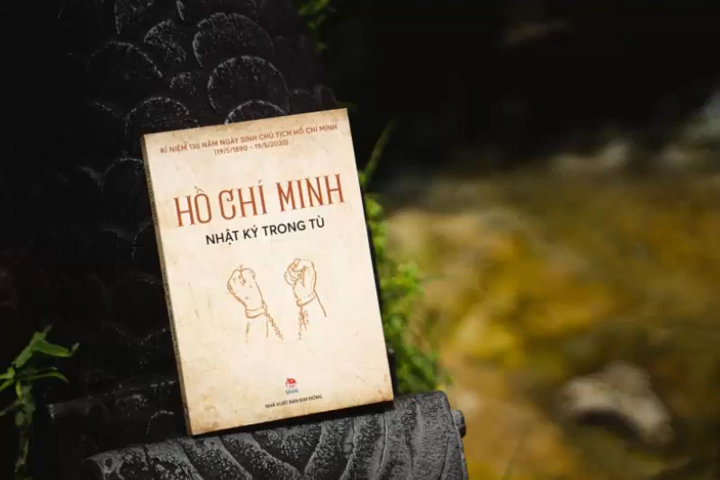 KỈ NIỆM 130 NĂM NGÀY SINH CHỦ TỊCH HỒ CHÍ MINH
(19/5/1890 - 19/5/2020)
HỒ CHÍ MINH
NHẬT KÝ TRONG TÙ
NHÀ XUẤT BẢN KIM ĐỒNG